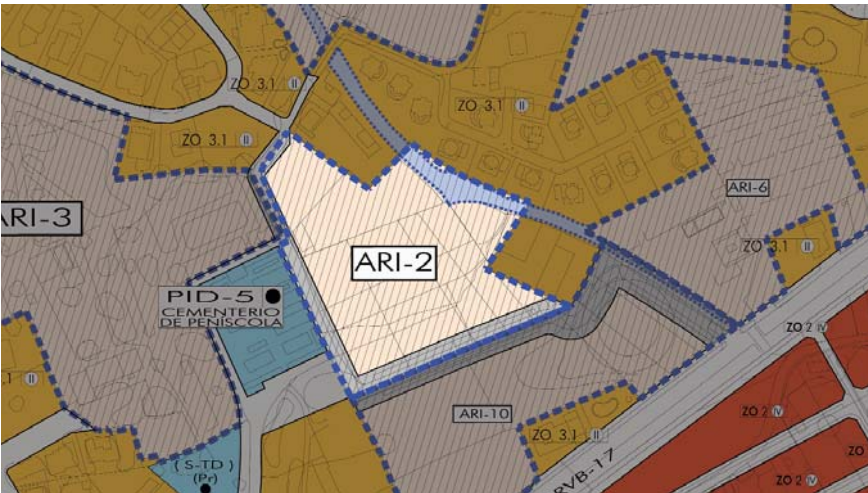 ZO 3.1 II
ZO 3.1 II
ZO 3.1 II
ARI-6
ARI-3
ZO 3.1 II
ARI-2
PID-5
CEMENTERIO
DE PEÑISCOLA
ZO 2 IV
.1 II
ARI-10
ZO 2 IV
ZO 3.1 II
ZO
( S-TD )
(Pr)
RVB-17
ZO 2 IV